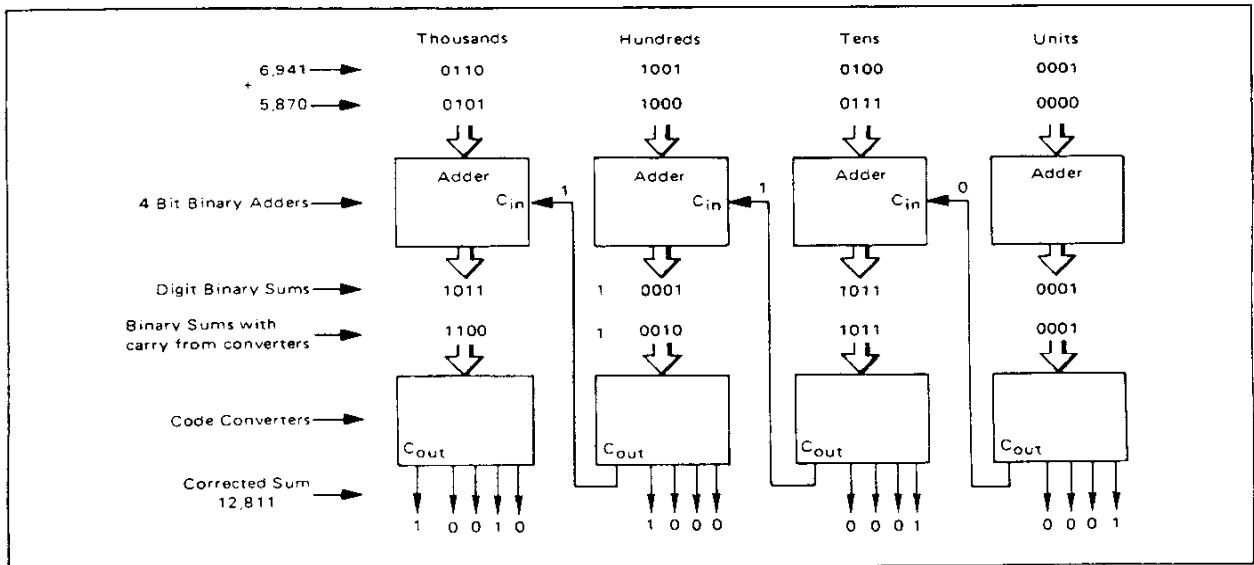 Thousands Hundreds Tens Units
6,941 0110 1001 0100 0001
+
5,870 0101 1000 0111 0000
Adder Adder Adder Adder
4 Bit Binary Adders Cin 1 Cin 1 Cin 0
Digit Binary Sums 1011 1 0001 1011 0001
Binary Sums with
carry from converters 1100 1 0010 1011 0001
Code Converters
Cout Cout Cout Cout
Corrected Sum
12,811
1 0 0 1 0 1 0 0 0 0 0 0 1 0 0 0 1